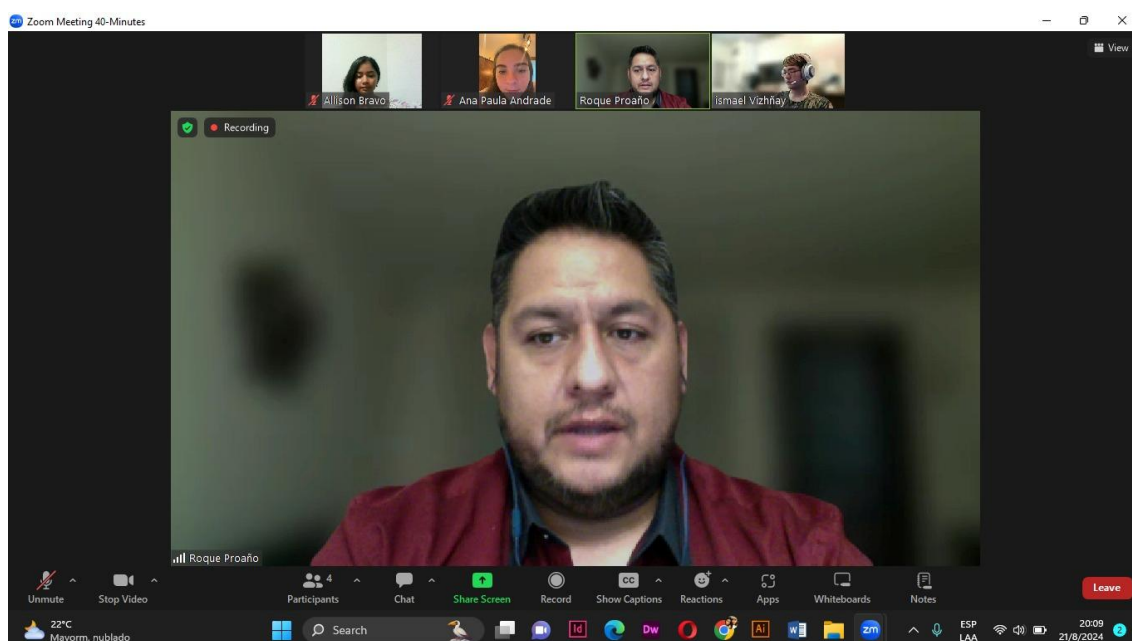 zm Zoom Meeting 40-Minutes
View
Allison Bravo
Ana Paula Andrade
Roque Proaño
ismael Vizhñay
Recording
Roque Proaño
Unmute
Stop Video
4
Participants
Chat
Share Screen
Record
CC
Show Captions
Reactions
Apps
Whiteboards
Notes
Leave
22°C
Mayorm. nublado
Search
Id
Dw
Ai
W
zm
ESP
LAA
20:09
21/8/2024
2